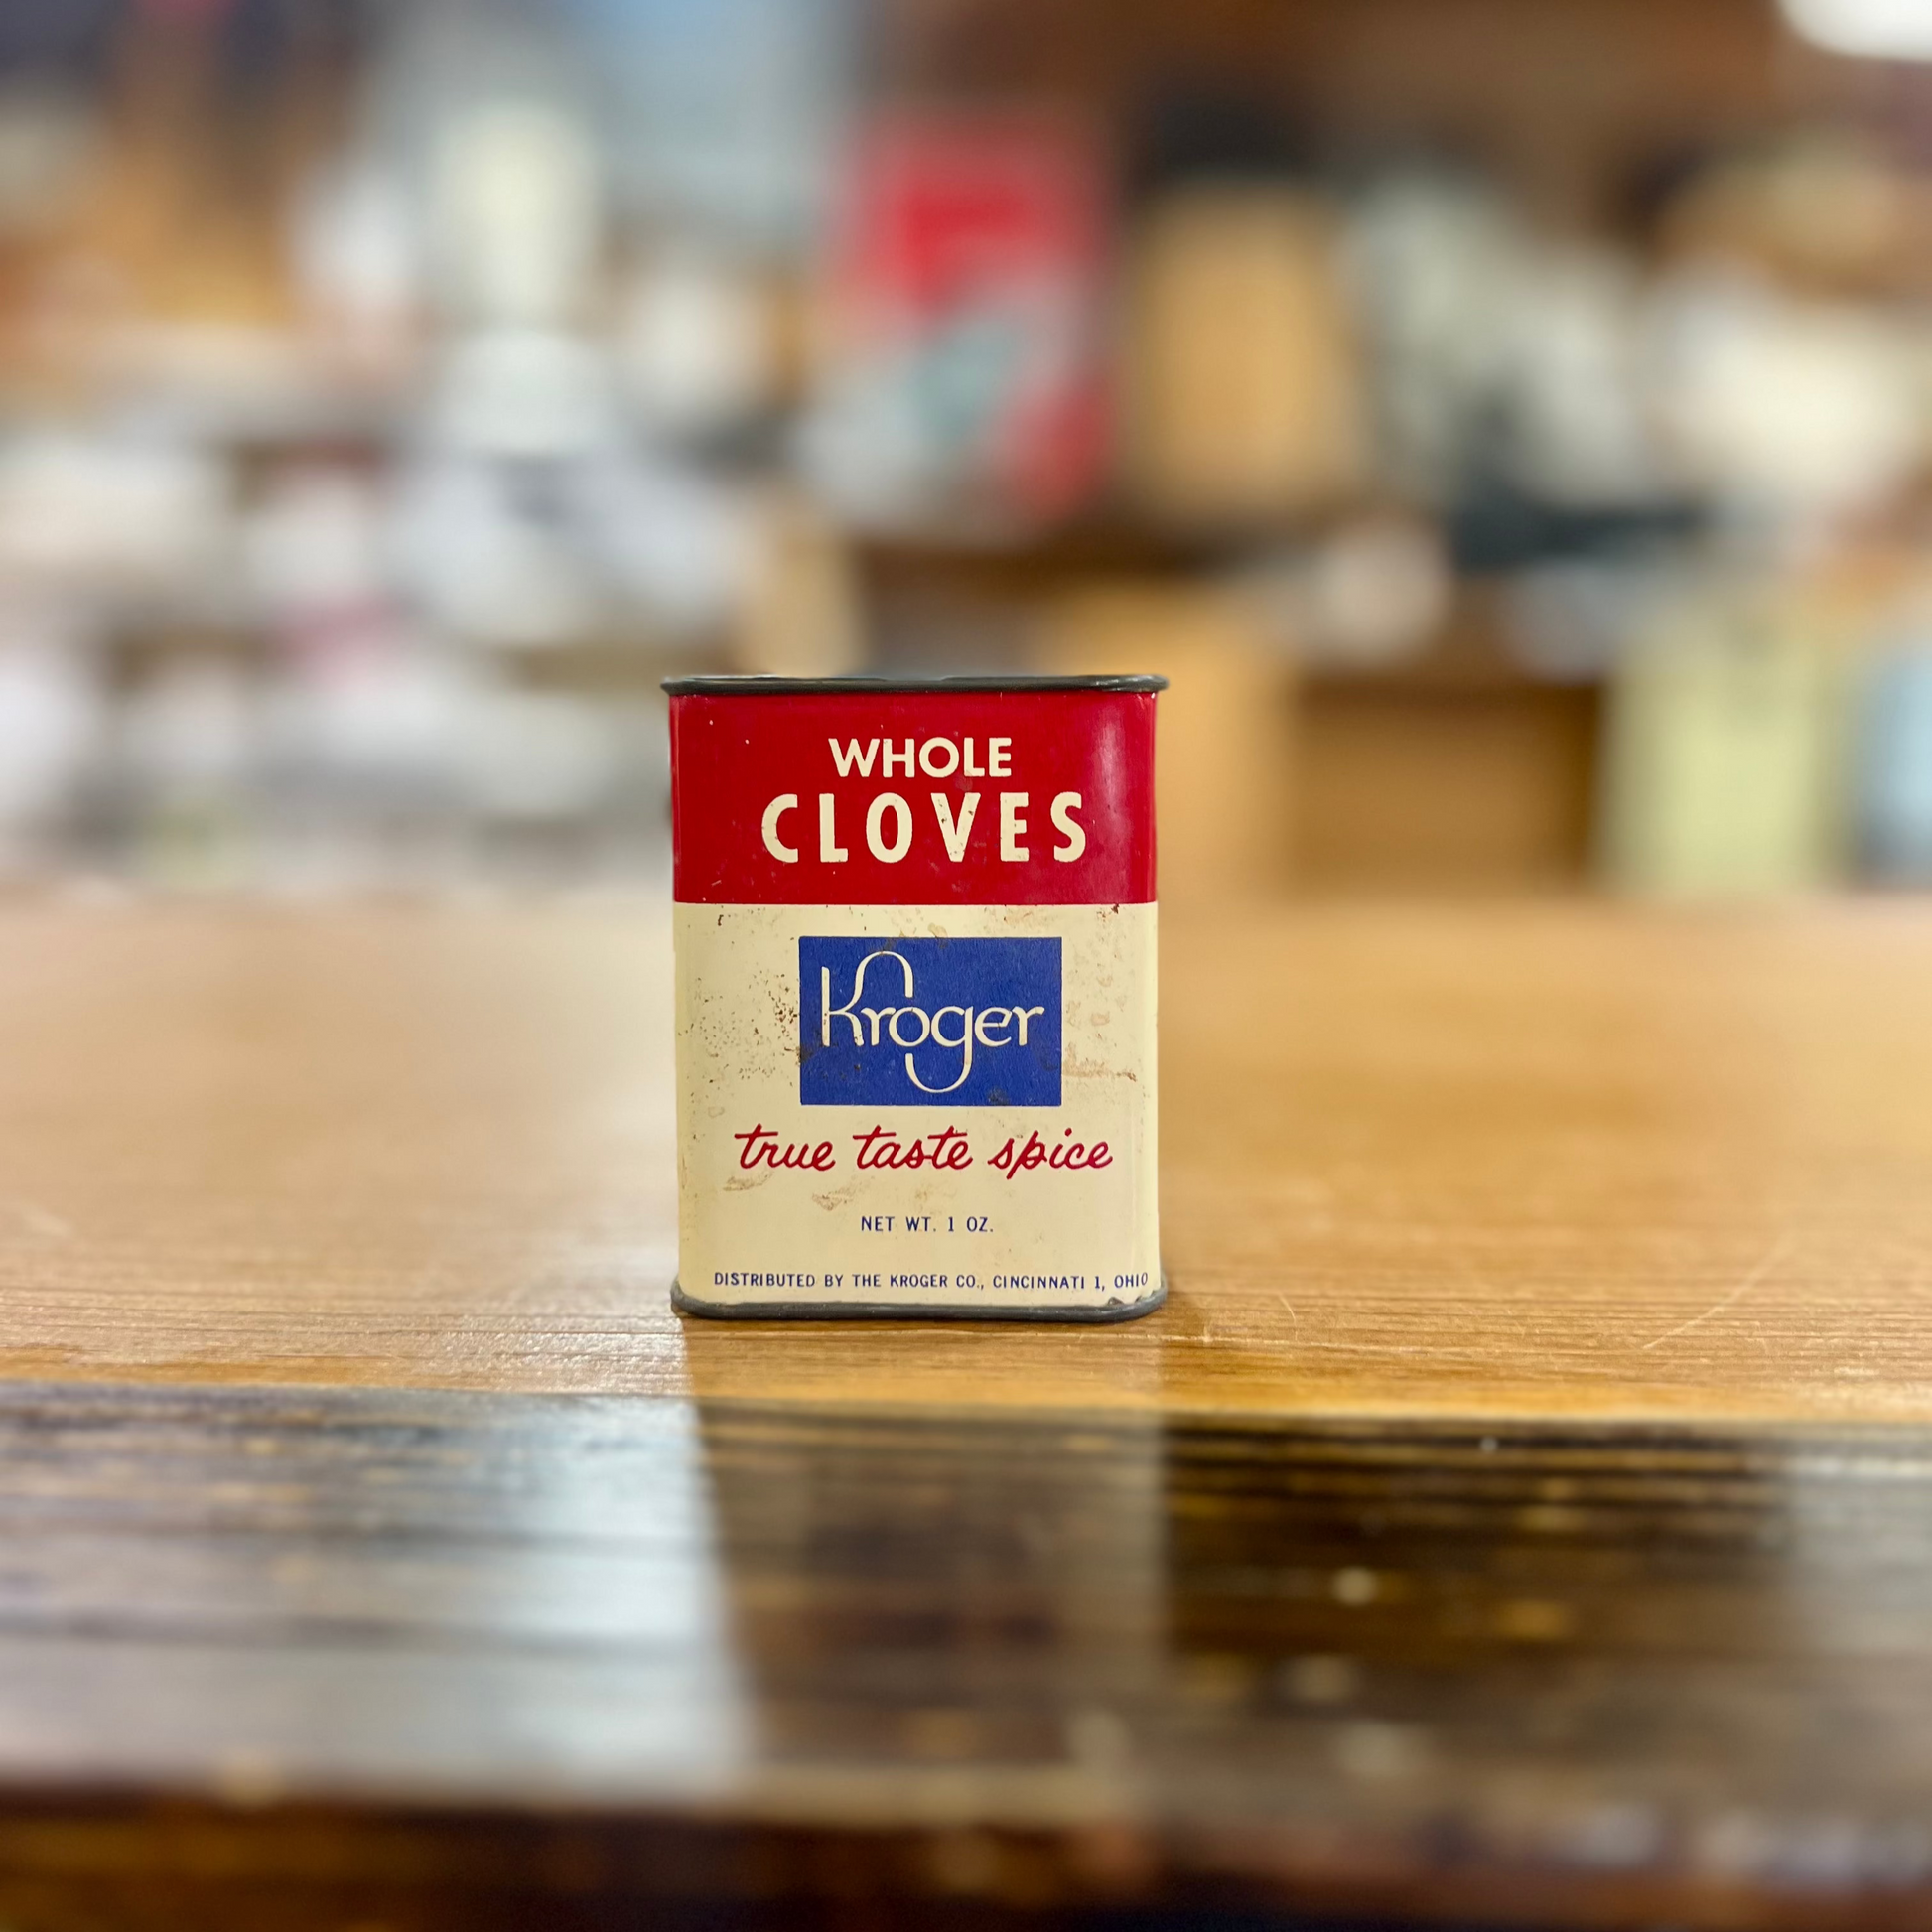 WHOLE
CLOVES
Kroger
true taste spice
NET WT. 1 OZ.
DISTRIBUTED BY THE KROGER CO., CINCINNATI 1, OHIO